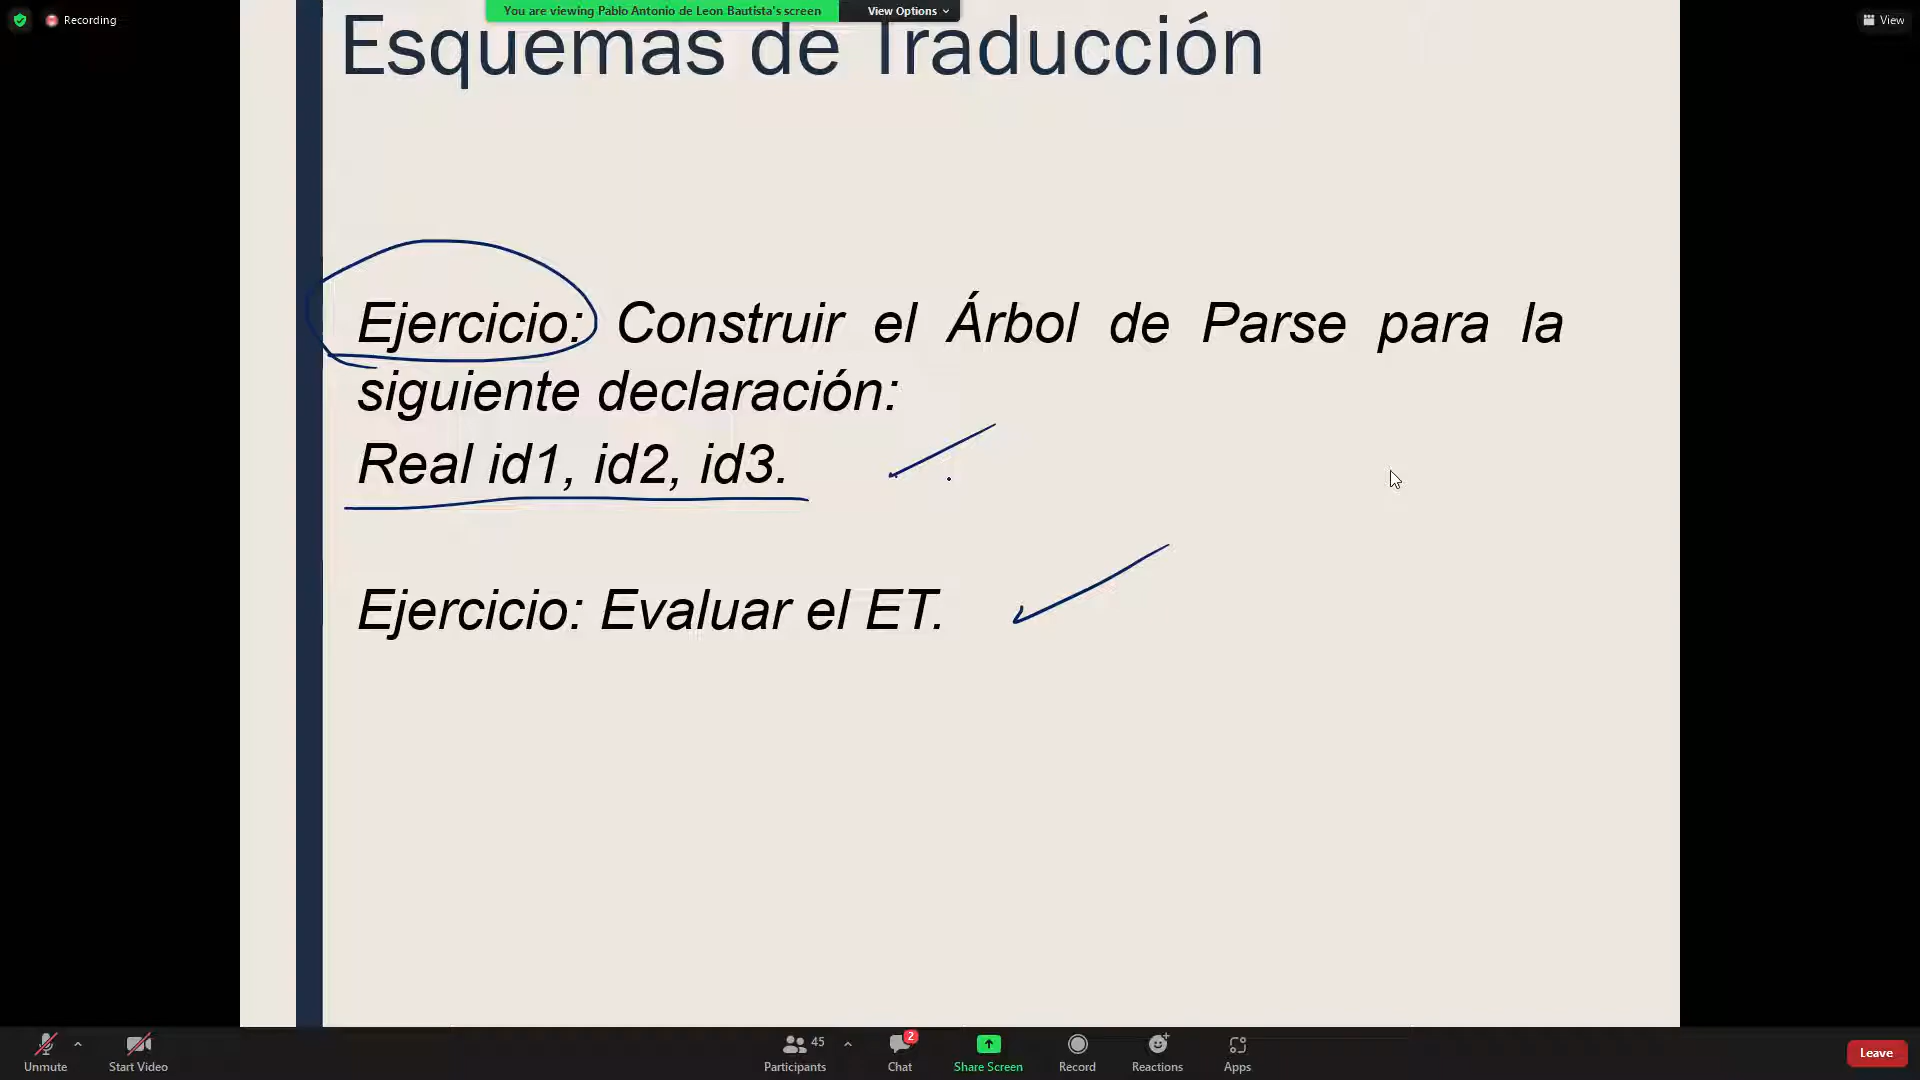 Recording
You are viewing Pablo Antonio de Leon Bautista's screen
View Options
View
Esquemas de Traducción
Ejercicio: Construir el Árbol de Parse para la
siguiente declaración:
Real id1, id2, id3.
Ejercicio: Evaluar el ET.
Unmute
Start Video
45
Participants
2
Chat
Share Screen
Record
Reactions
Apps
Leave